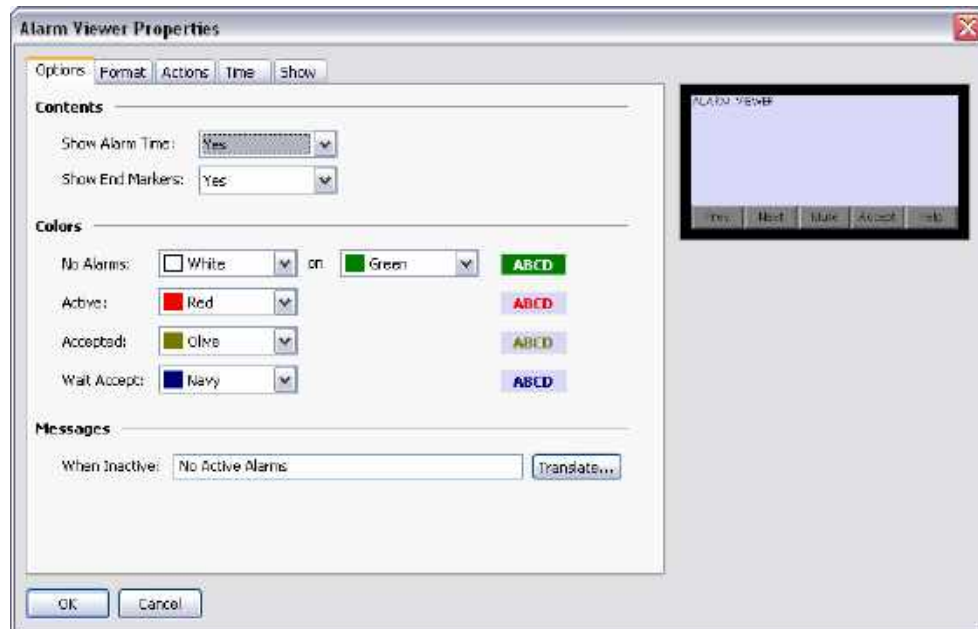 Alarm Viewer Properties
Options Format Actions Time Show
Contents
Show Alarm Time: Yes
Show End Markers: Yes
Colors
No Alarms: White on Green ABCD
Active: Red ABCD
Accepted: Olive ABCD
Wait Accept: Navy ABCD
Messages
When Inactive: No Active Alarms Translate...
OK Cancel
ALARM VIEWER
Prev Next Mute Accept Help